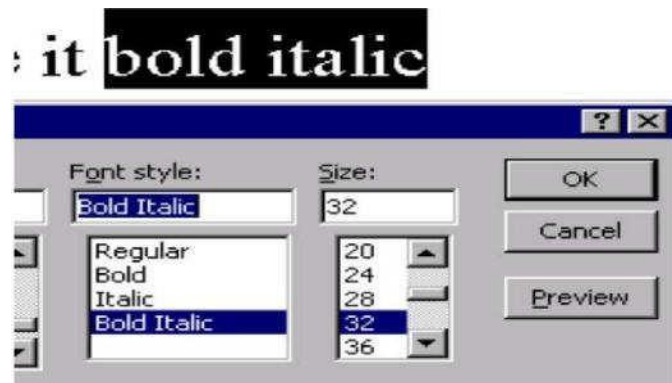 it bold italic
? X
Font style: Size: OK
Bold Italic 32
Cancel
Regular 20
Bold 24
Italic 28 Preview
Bold Italic 32
36